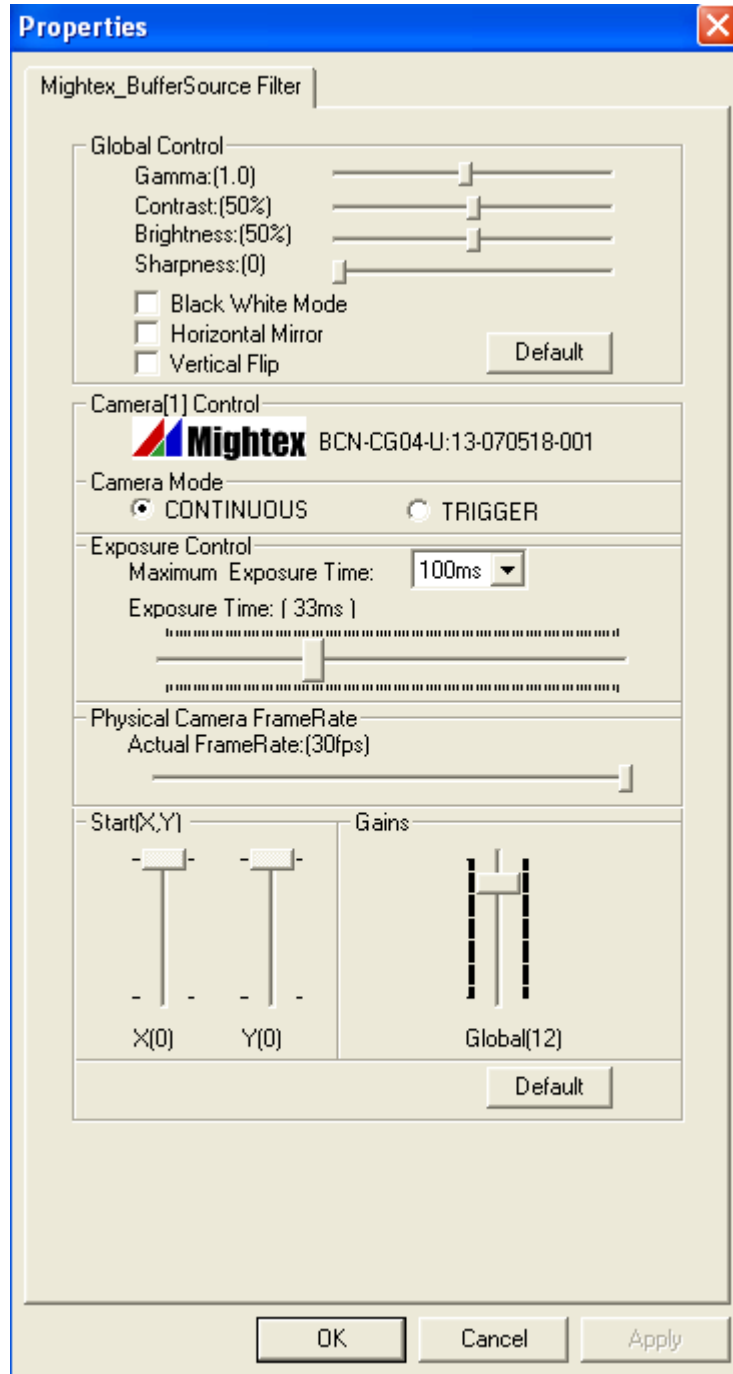 Properties
Mightex_BufferSource Filter
Global Control
Gamma:(1.0)
Contrast:(50%)
Brightness:(50%)
Sharpness:(0)
Black White Mode
Horizontal Mirror
Vertical Flip
Default
Camera[1] Control
Mightex BCN-CG04-U:13-070518-001
Camera Mode
CONTINUOUS TRIGGER
Exposure Control
Maximum Exposure Time: 100ms
Exposure Time: ( 33ms )
Physical Camera FrameRate
Actual FrameRate:(30fps)
Start(X,Y) Gains
X(0) Y(0) Global(12)
Default
OK Cancel Apply